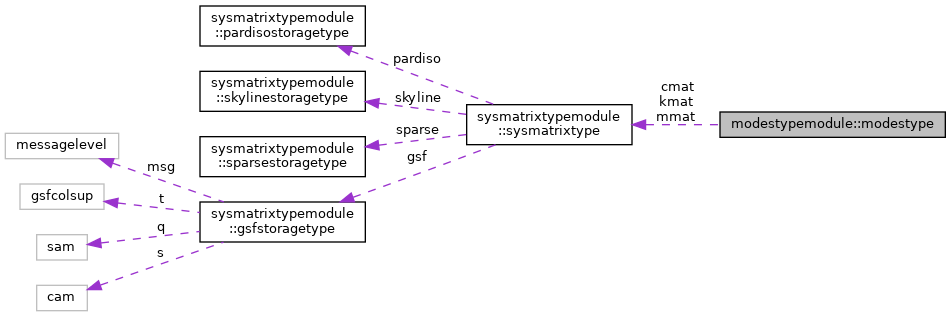 sysmatrixtypemodule
::pardisostoragetype
pardiso
sysmatrixtypemodule
::skylinestoragetype
skyline
cmat
kmat
mmat
sysmatrixtypemodule
::sysmatrixtype
modestypemodule::modestype
sparse
sysmatrixtypemodule
::sparsestoragetype
gsf
messagelevel
msg
gsfcolsup
t
sysmatrixtypemodule
::gsfstoragetype
q
sam
s
cam